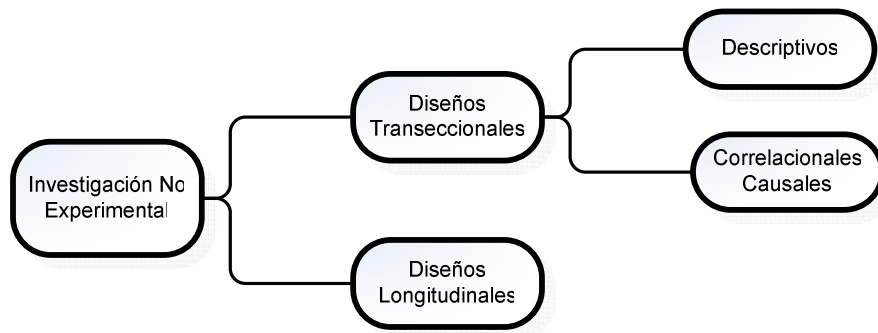 Investigación No
Experimental
Diseños
Transeccionales
Descriptivos
Correlacionales
Causales
Diseños
Longitudinales